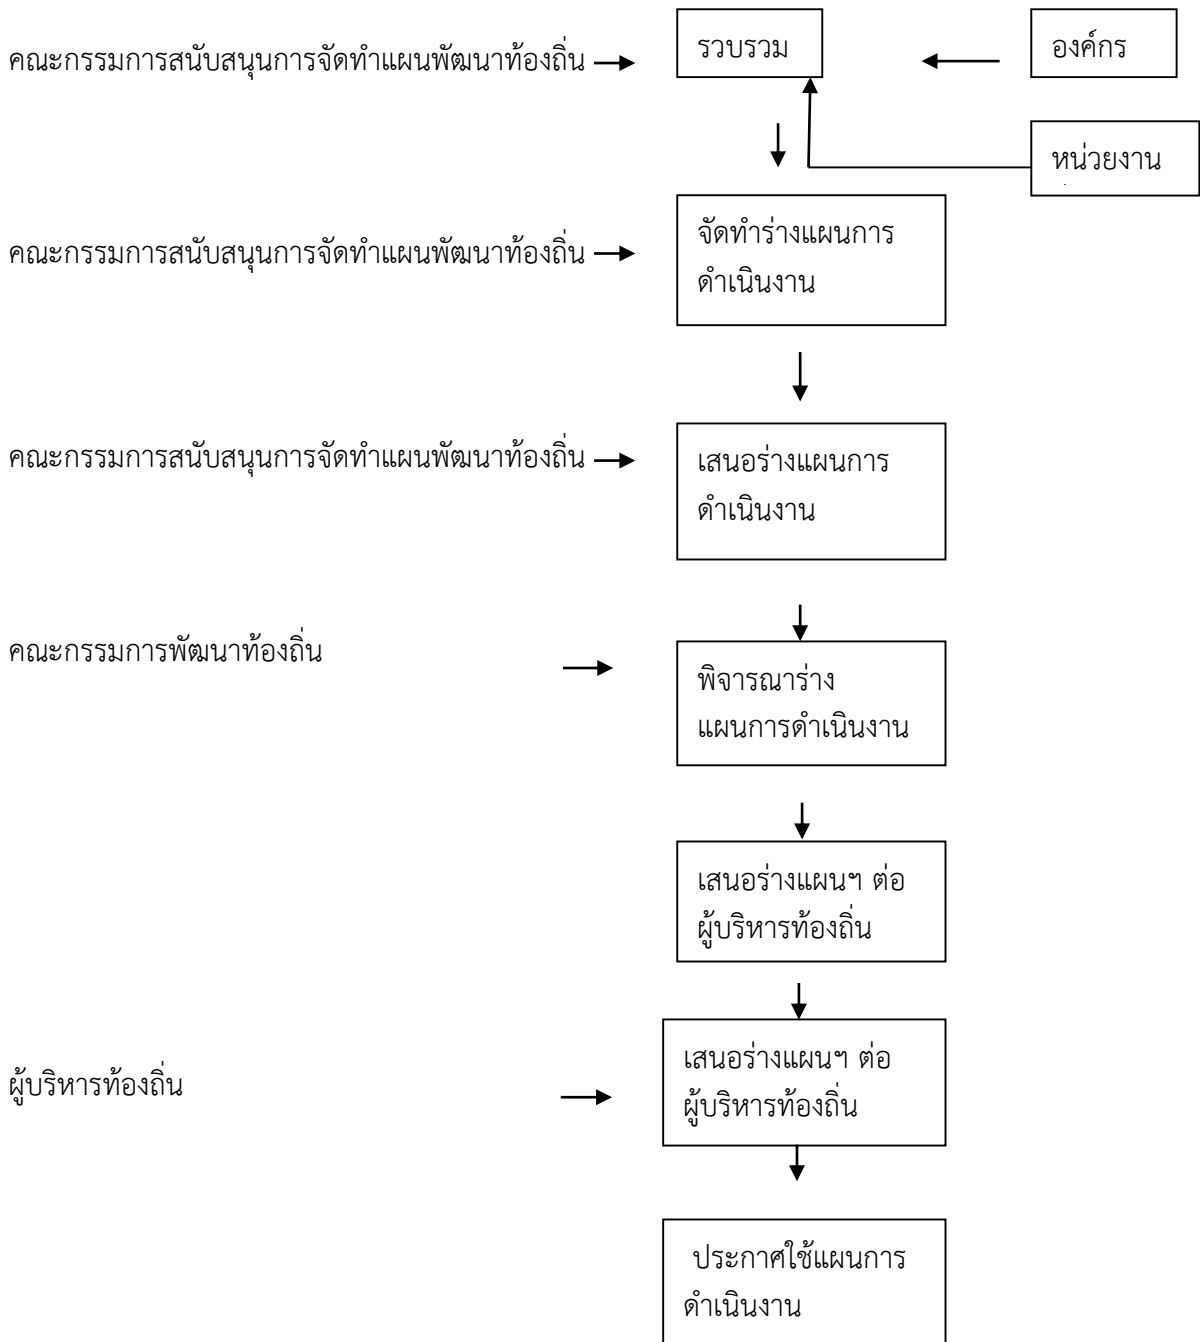 คณะกรรมการสนับสนุนการจัดทำแผนพัฒนาท้องถิ่น
รวบรวม
องค์กร
หน่วยงาน
คณะกรรมการสนับสนุนการจัดทำแผนพัฒนาท้องถิ่น
จัดทำร่างแผนการ
ดำเนินงาน
คณะกรรมการสนับสนุนการจัดทำแผนพัฒนาท้องถิ่น
เสนอร่างแผนการ
ดำเนินงาน
คณะกรรมการพัฒนาท้องถิ่น
พิจารณาร่าง
แผนการดำเนินงาน
เสนอร่างแผนฯ ต่อ
ผู้บริหารท้องถิ่น
ผู้บริหารท้องถิ่น
เสนอร่างแผนฯ ต่อ
ผู้บริหารท้องถิ่น
ประกาศใช้แผนการ
ดำเนินงาน